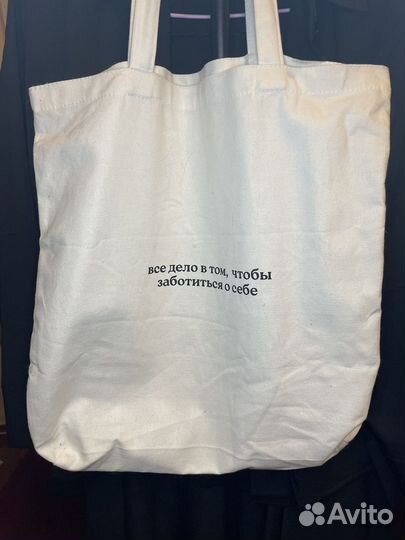 все дело в том, чтобы
заботиться о себе
Avito